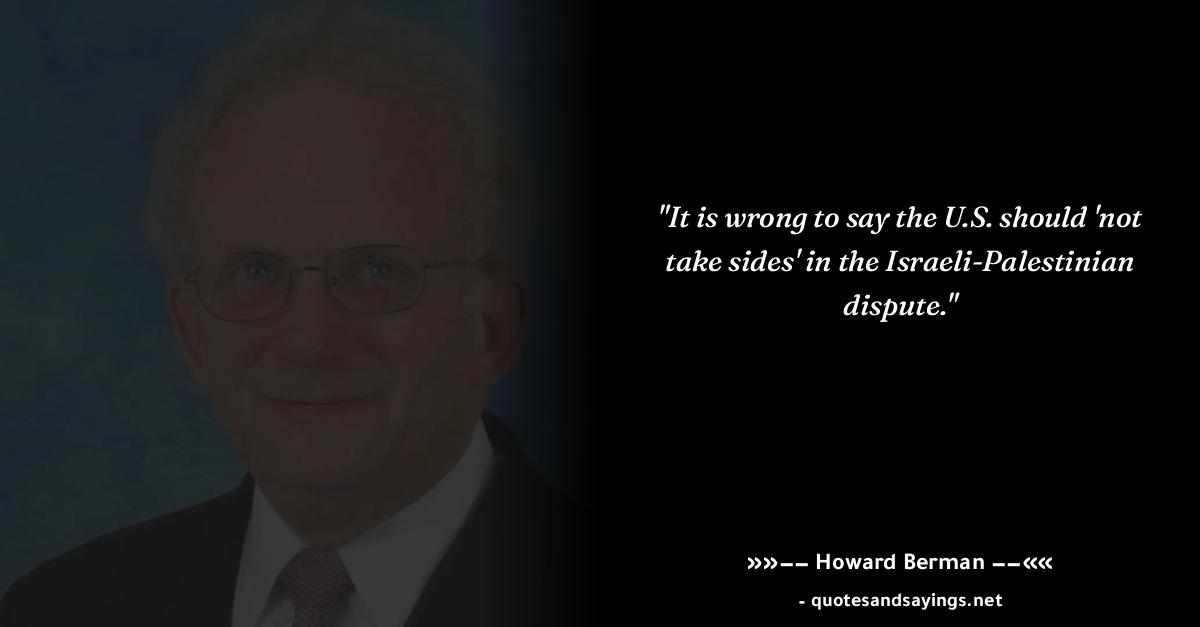 "It is wrong to say the U.S. should 'not
take sides' in the Israeli-Palestinian
dispute."
»»−− Howard Berman −−««
- quotesandsayings.net